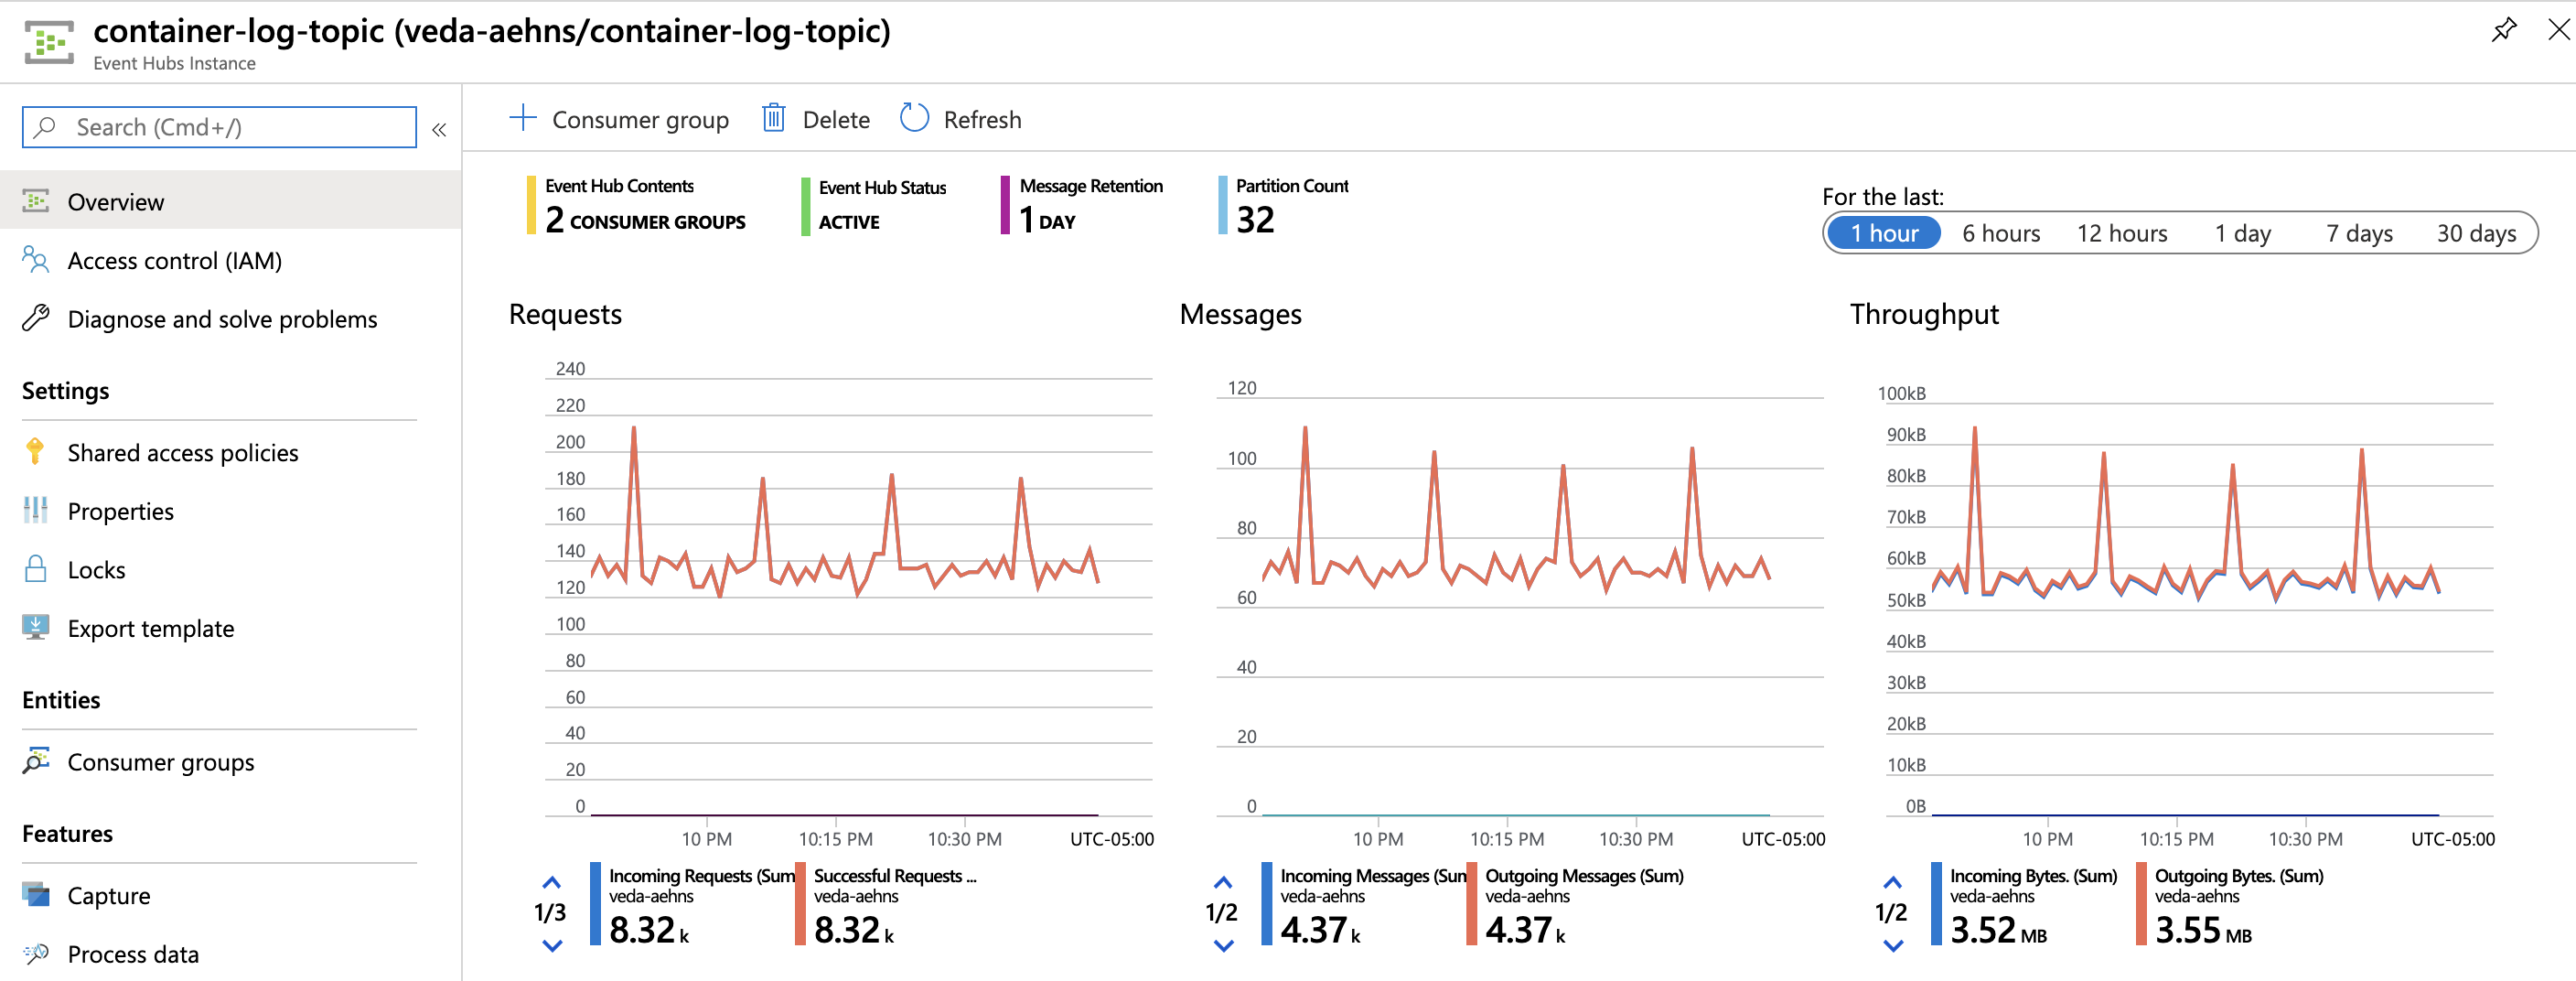 container-log-topic (veda-aehns/container-log-topic)
Event Hubs Instance
Search (Cmd+/)
«
Overview
Access control (IAM)
Diagnose and solve problems
Settings
Shared access policies
Properties
Locks
Export template
Entities
Consumer groups
Features
Capture
Process data
Consumer group
Delete
Refresh
Event Hub Contents
2 CONSUMER GROUPS
Event Hub Status
ACTIVE
Message Retention
1 DAY
Partition Count
32
For the last:
1 hour 6 hours 12 hours 1 day 7 days 30 days
Requests
240
220
200
180
160
140
120
100
80
60
40
20
0
10 PM 10:15 PM 10:30 PM UTC-05:00
1/3
Incoming Requests (Sum
veda-aehns
8.32 k
Successful Requests ...
veda-aehns
8.32 k
Messages
120
100
80
60
40
20
0
10 PM 10:15 PM 10:30 PM UTC-05:00
1/2
Incoming Messages (Sum
veda-aehns
4.37 k
Outgoing Messages (Sum)
veda-aehns
4.37 k
Throughput
100kB
90kB
80kB
70kB
60kB
50kB
40kB
30kB
20kB
10kB
0B
10 PM 10:15 PM 10:30 PM UTC-05:00
1/2
Incoming Bytes. (Sum)
veda-aehns
3.52 MB
Outgoing Bytes. (Sum)
veda-aehns
3.55 MB